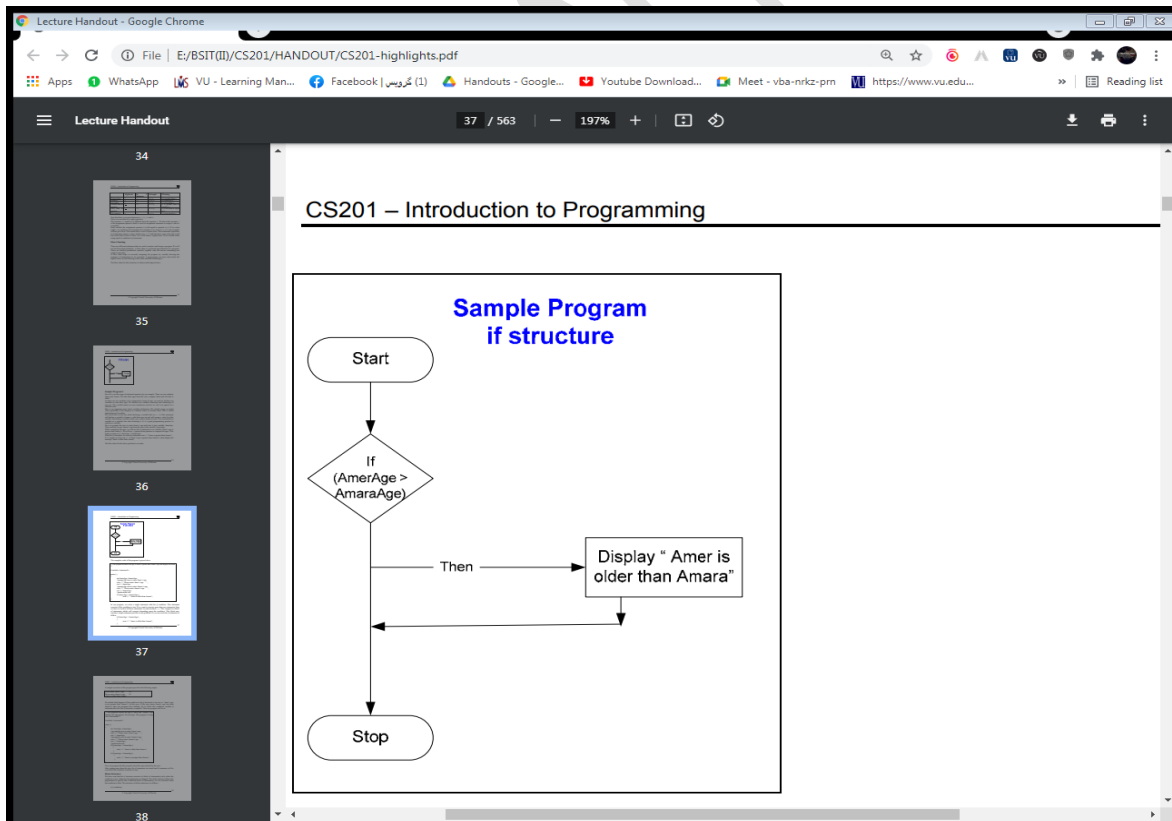 Lecture Handout - Google Chrome
File | E:/BSIT(II)/CS201/HANDOUT/CS201-highlights.pdf
Apps WhatsApp VU - Learning Man... Facebook | گروپس (1) Handouts - Google... Youtube Download... Meet - vba-nrkz-prn https://www.vu.edu... » Reading list
Lecture Handout 37 / 563 | − 197% + |
34
35
36
37
38
CS201 – Introduction to Programming
Sample Program
if structure
Start
If
(AmerAge >
AmaraAge)
Then
Display “ Amer is
older than Amara”
Stop